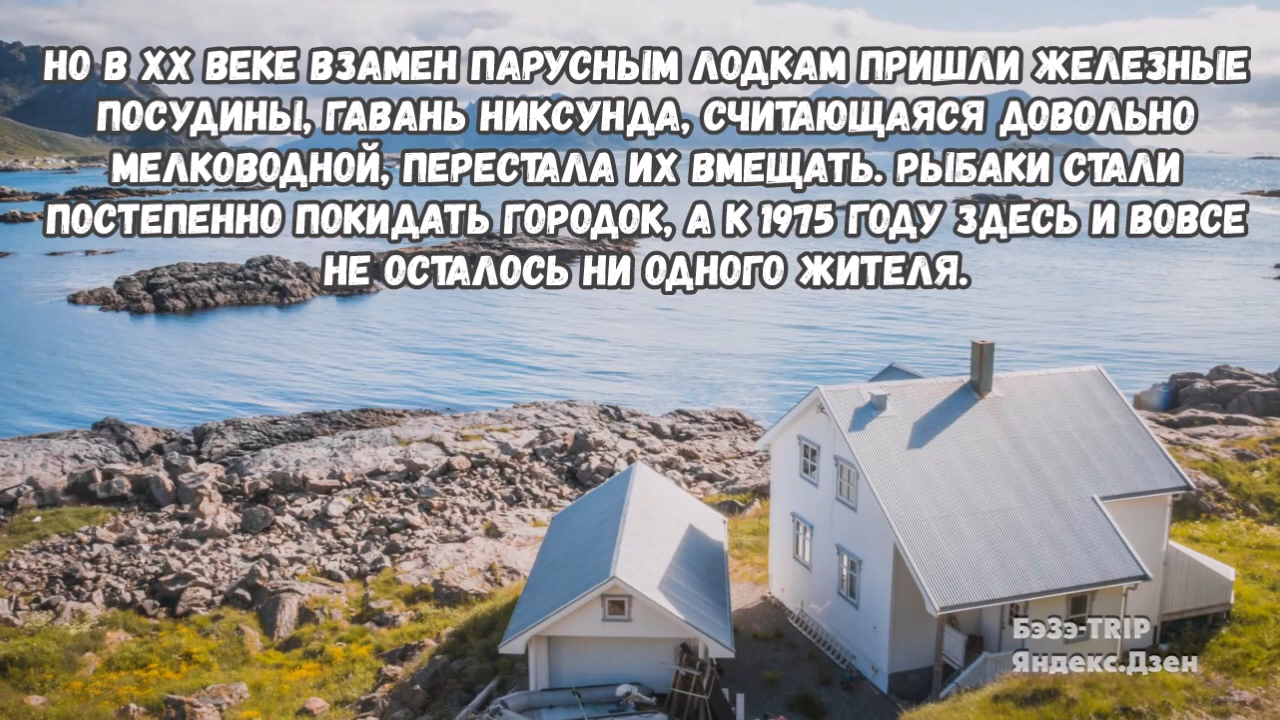 НО В XX ВЕКЕ ВЗАМЕН ПАРУСНЫМ ЛОДКАМ ПРИШЛИ ЖЕЛЕЗНЫЕ
ПОСУДИНЫ, ГАВАНЬ НИКСУНДА, СЧИТАЮЩАЯСЯ ДОВОЛЬНО
МЕЛКОВОДНОЙ, ПЕРЕСТАЛА ИХ ВМЕЩАТЬ. РЫБАКИ СТАЛИ
ПОСТЕПЕННО ПОКИДАТЬ ГОРОДОК, А К 1975 ГОДУ ЗДЕСЬ И ВОВСЕ
НЕ ОСТАЛОСЬ НИ ОДНОГО ЖИТЕЛЯ.
БэЗэ-TRIP
Яндекс.Дзен